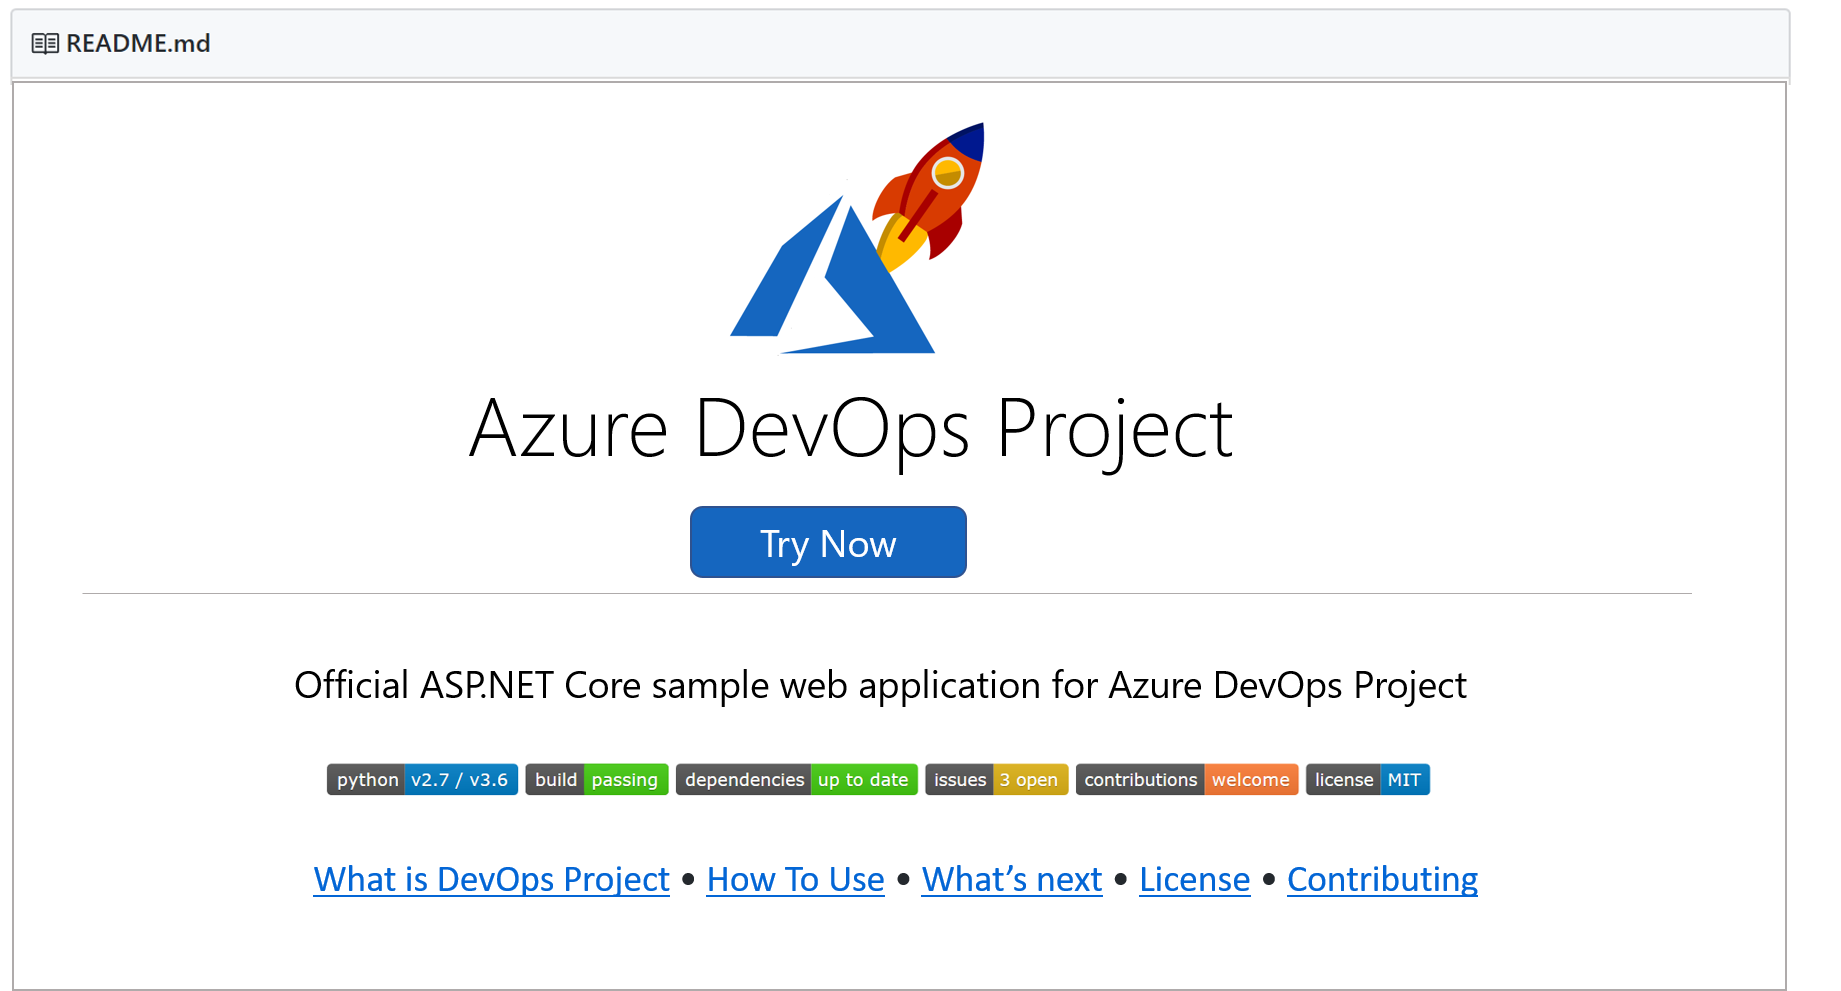 README.md
Azure DevOps Project
Try Now
Official ASP.NET Core sample web application for Azure DevOps Project
python v2.7 / v3.6 build passing dependencies up to date issues 3 open contributions welcome license MIT
What is DevOps Project • How To Use • What’s next • License • Contributing